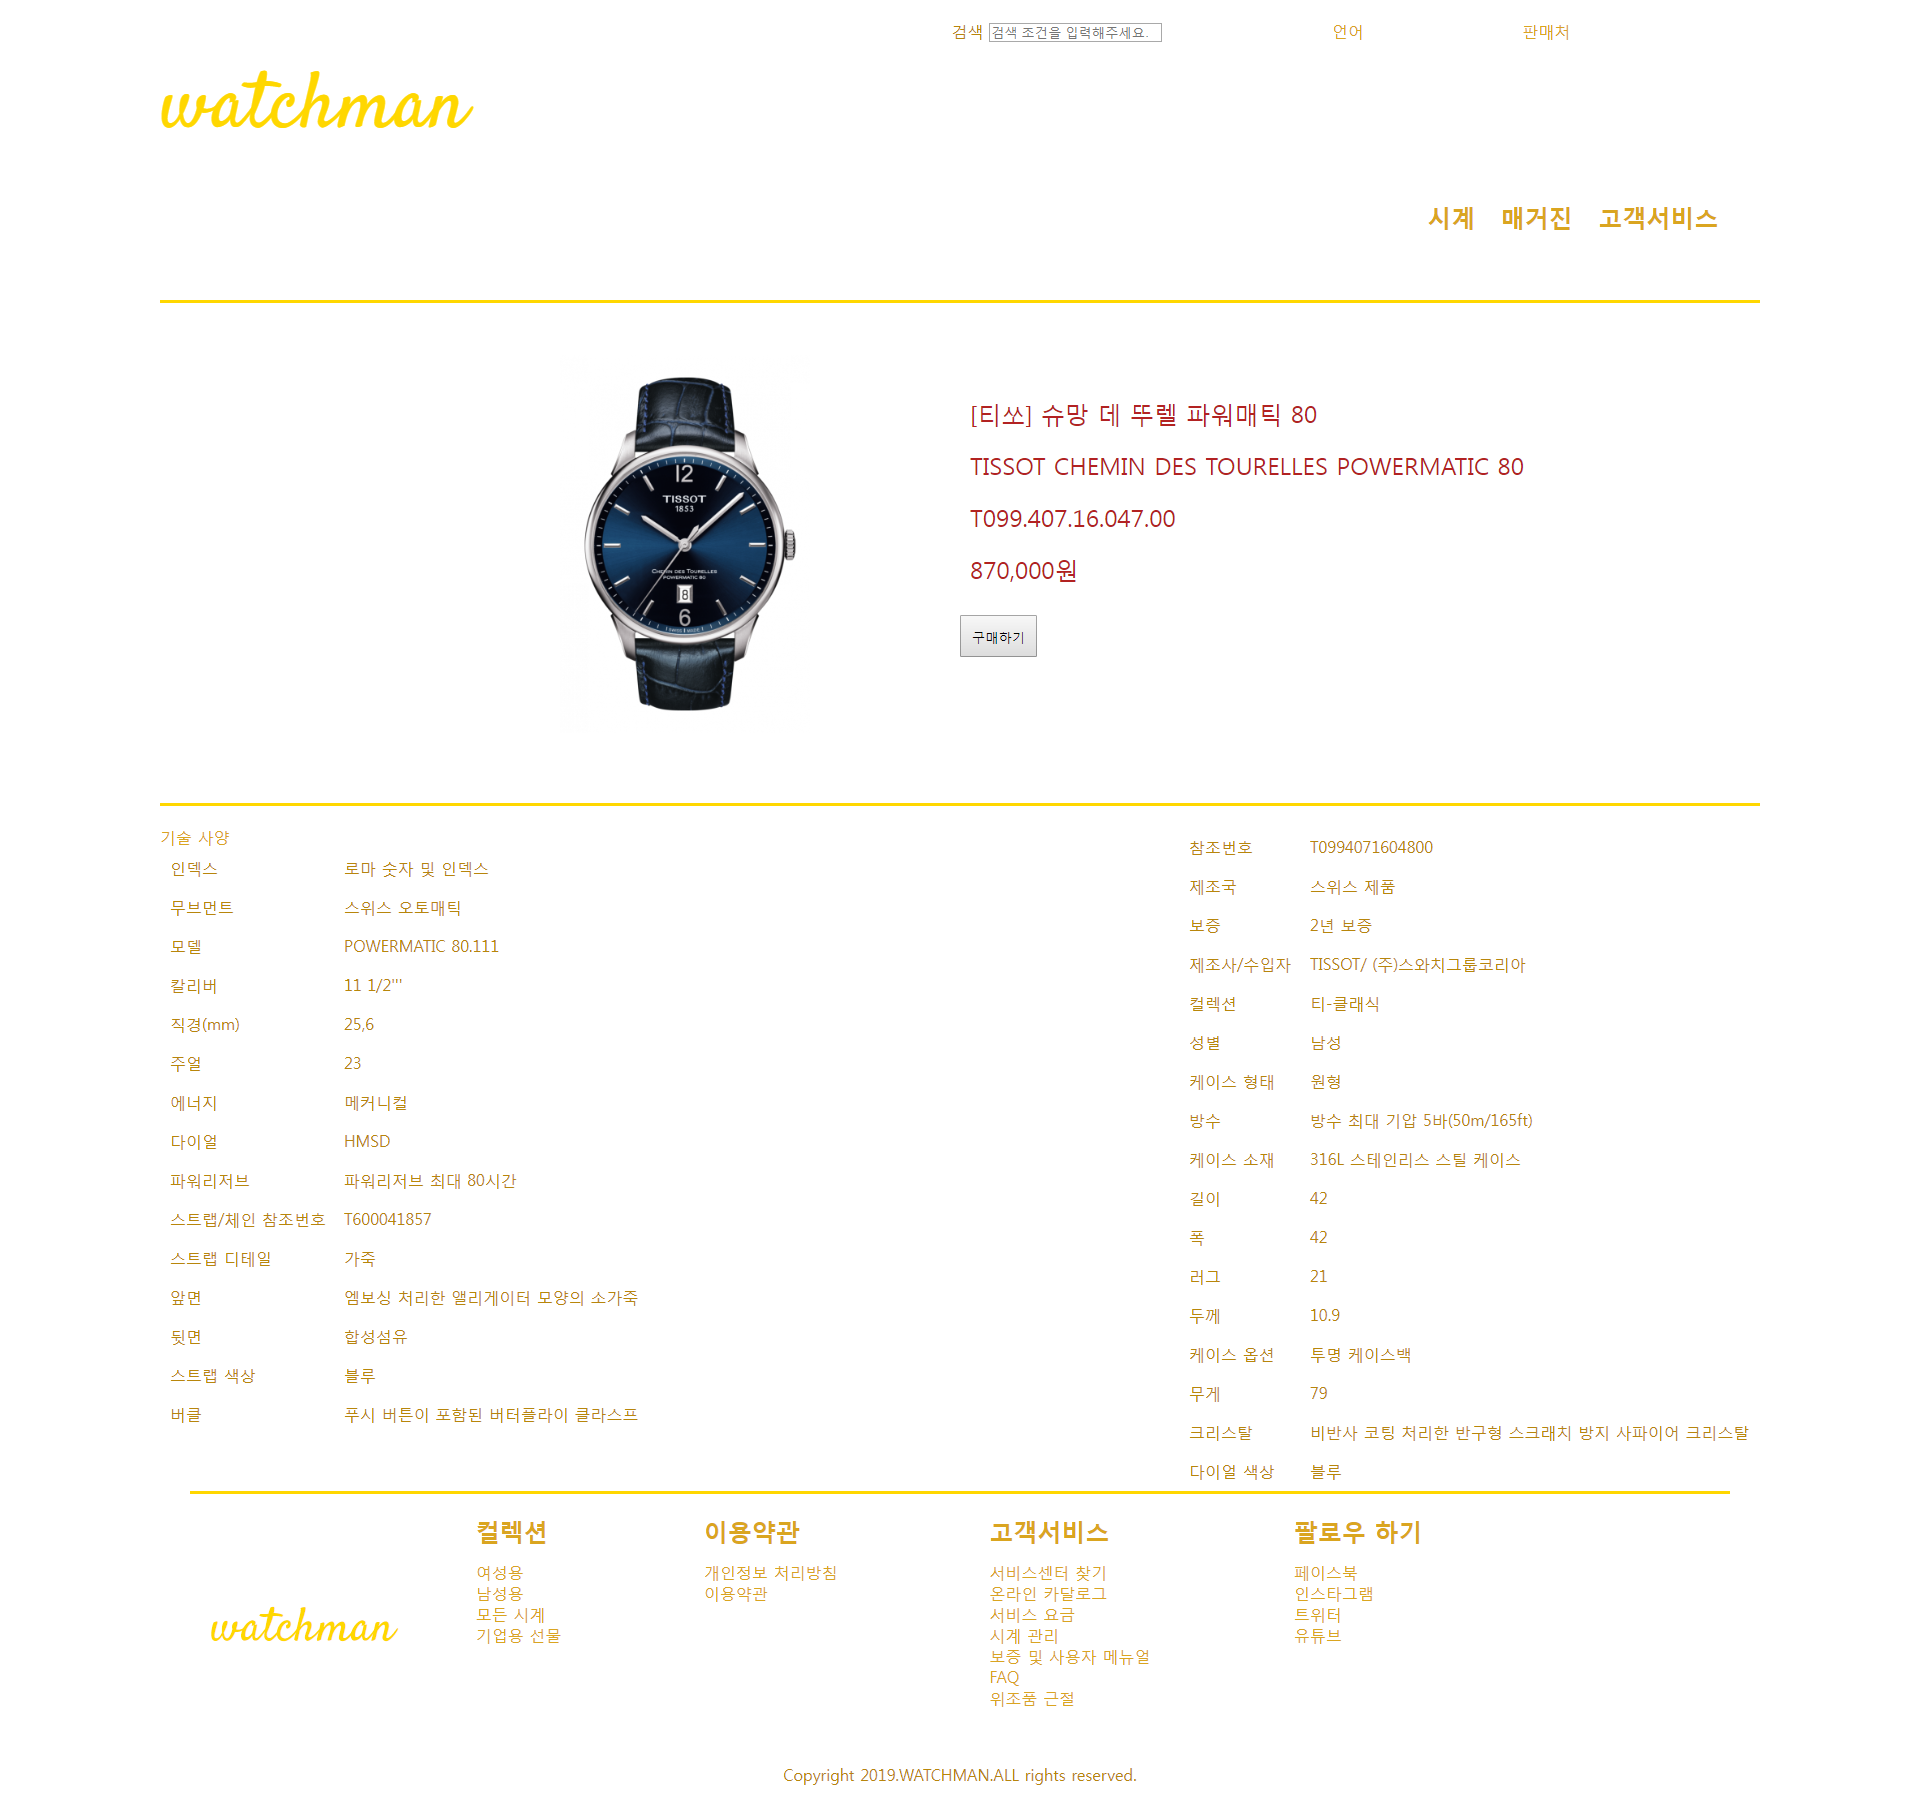 검색 검색 조건을 입력해주세요. 언어 판매처
watchman
시계 매거진 고객서비스
12
TISSOT
1853
CHEMIN DES TOURELLES
POWERMATIC 80
8
6
SWISS MADE
[티쏘] 슈망 데 뚜렐 파워매틱 80
TISSOT CHEMIN DES TOURELLES POWERMATIC 80
T099.407.16.047.00
870,000원
구매하기
기술 사양
인덱스 로마 숫자 및 인덱스
무브먼트 스위스 오토매틱
모델 POWERMATIC 80.111
칼리버 11 1/2'''
직경(mm) 25,6
주얼 23
에너지 메커니컬
다이얼 HMSD
파워리저브 파워리저브 최대 80시간
스트랩/체인 참조번호 T600041857
스트랩 디테일 가죽
앞면 엠보싱 처리한 앨리게이터 모양의 소가죽
뒷면 합성섬유
스트랩 색상 블루
버클 푸시 버튼이 포함된 버터플라이 클라스프
참조번호 T0994071604800
제조국 스위스 제품
보증 2년 보증
제조사/수입자 TISSOT/ (주)스와치그룹코리아
컬렉션 티-클래식
성별 남성
케이스 형태 원형
방수 방수 최대 기압 5바(50m/165ft)
케이스 소재 316L 스테인리스 스틸 케이스
길이 42
폭 42
러그 21
두께 10.9
케이스 옵션 투명 케이스백
무게 79
크리스탈 비반사 코팅 처리한 반구형 스크래치 방지 사파이어 크리스탈
다이얼 색상 블루
watchman
컬렉션
여성용
남성용
모든 시계
기업용 선물
이용약관
개인정보 처리방침
이용약관
고객서비스
서비스센터 찾기
온라인 카달로그
서비스 요금
시계 관리
보증 및 사용자 메뉴얼
FAQ
위조품 근절
팔로우 하기
페이스북
인스타그램
트위터
유튜브
Copyright 2019.WATCHMAN.ALL rights reserved.